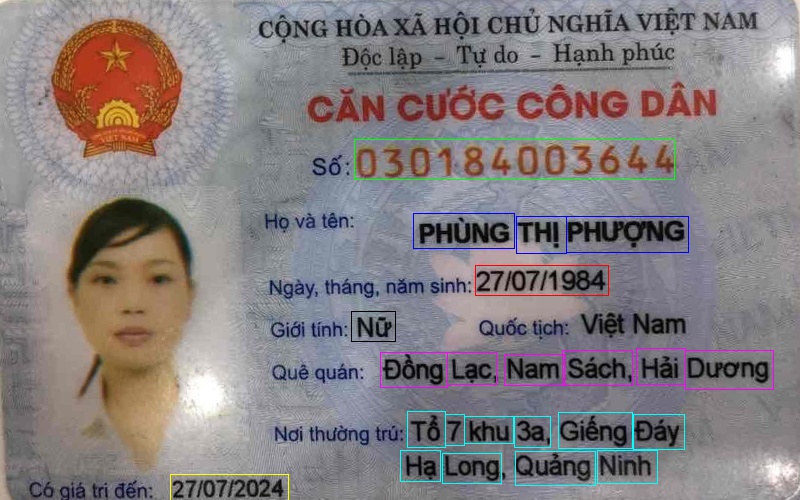 CỘNG HÒA XÃ HỘI CHỦ NGHĨA VIỆT NAM
Độc lập – Tự do – Hạnh phúc
CĂN CƯỚC CÔNG DÂN
Số: 030184003644
Họ và tên: PHÙNG THỊ PHƯỢNG
Ngày, tháng, năm sinh: 27/07/1984
Giới tính: Nữ Quốc tịch: Việt Nam
Quê quán: Đồng Lạc, Nam Sách, Hải Dương
Nơi thường trú: Tổ 7 khu 3a, Giếng Đáy
Hạ Long, Quảng Ninh
Có giá trị đến: 27/07/2024